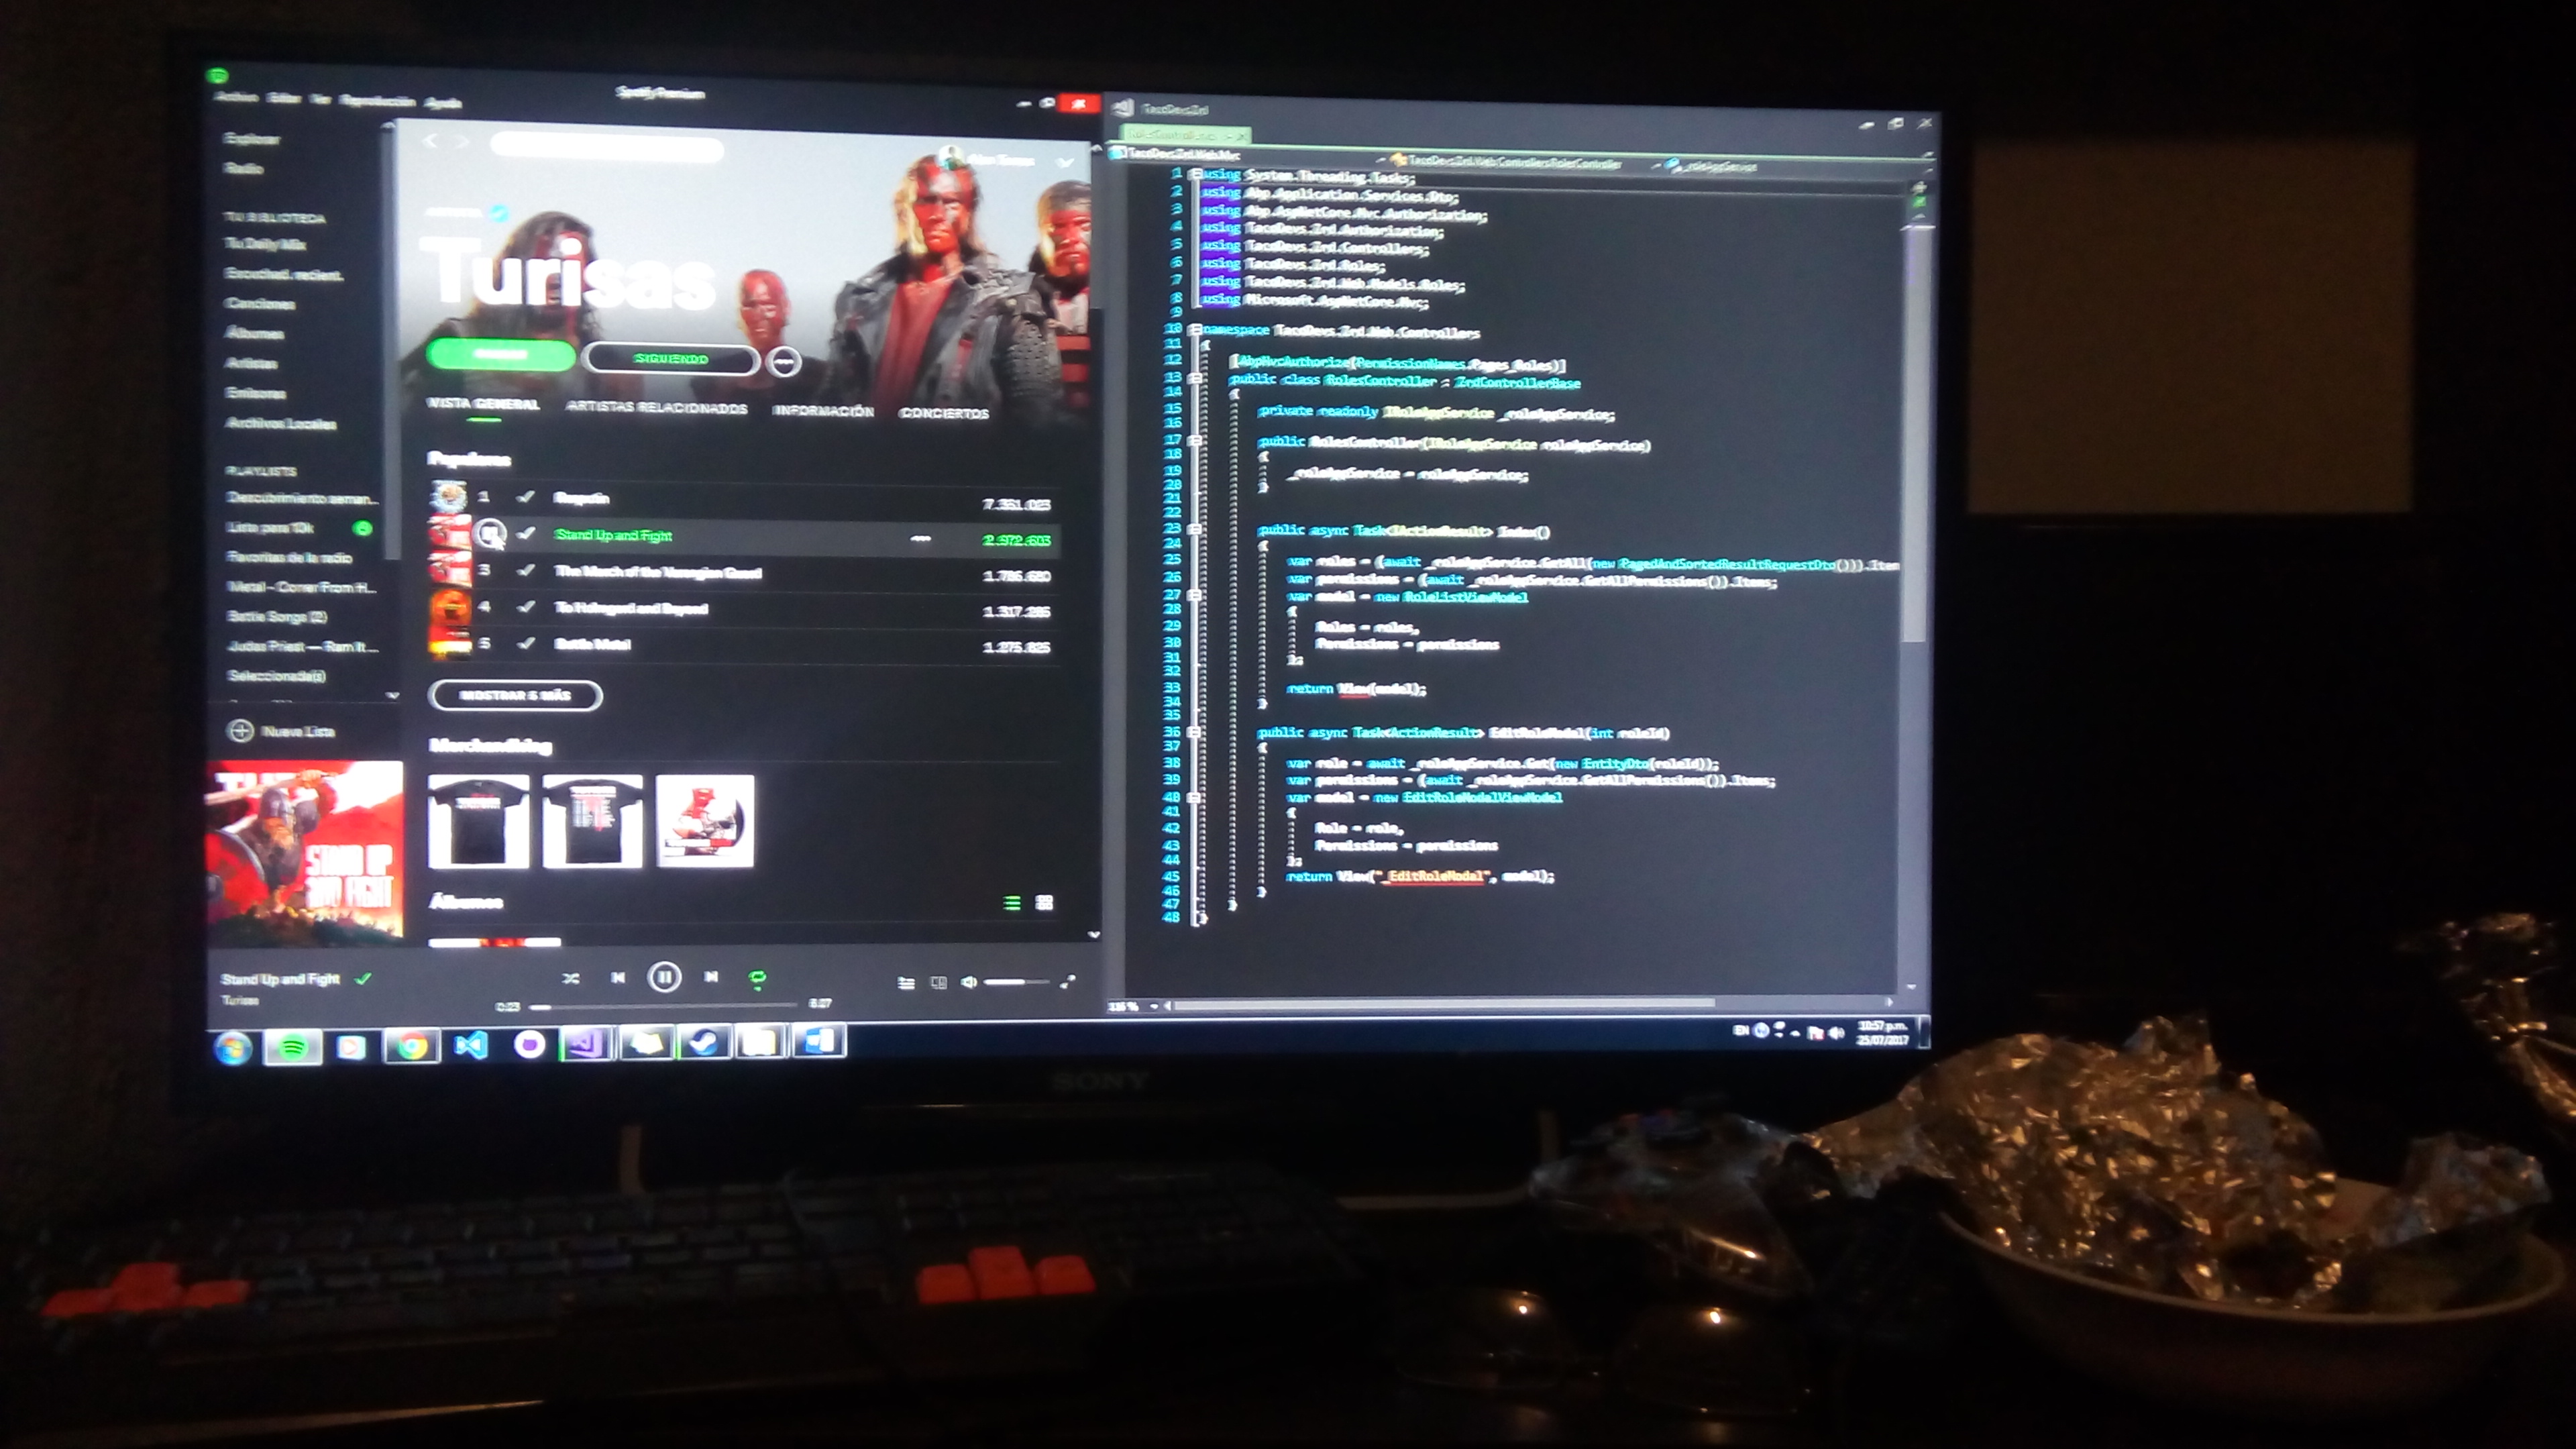 Spotify Premium
Archivo Editar Ver Reproducción Ayuda
Explorar
Radio
TU BIBLIOTECA
Tu Daily Mix
Escuchad. recient.
Canciones
Álbumes
Artistas
Emisoras
Archivos Locales
PLAYLISTS
Descubrimiento seman...
Lista para 10k
Favoritas de la radio
Metal - Correr From H...
Battle Songs (2)
Judas Priest — Ram It ...
Seleccionada(s)
Nueva Lista
Turisas
SIGUIENDO
VISTA GENERAL ARTISTAS RELACIONADOS INFORMACIÓN CONCIERTOS
Populares
1 Rasputin 7.351.023
Stand Up and Fight 2.972.603
3 The March of the Varangian Guard 1.786.680
4 To Holmgard and Beyond 1.317.285
5 Battle Metal 1.275.825
MOSTRAR 5 MÁS
Merchandising
Álbumes
STAND UP
AND FIGHT
Stand Up and Fight
Turisas
0:23
5:27
TacoDevs.Zrd
RolesController.cs
TacoDevs.Zrd.Web.Mvc TacoDevs.Zrd.Web.Controllers.RolesController _roleAppService
1 using System.Threading.Tasks;
2 using Abp.Application.Services.Dto;
3 using Abp.AspNetCore.Mvc.Authorization;
4 using TacoDevs.Zrd.Authorization;
5 using TacoDevs.Zrd.Controllers;
6 using TacoDevs.Zrd.Roles;
7 using TacoDevs.Zrd.Web.Models.Roles;
8 using Microsoft.AspNetCore.Mvc;
9
10 namespace TacoDevs.Zrd.Web.Controllers
11 {
12 [AbpMvcAuthorize(PermissionNames.Pages_Roles)]
13 public class RolesController : ZrdControllerBase
14 {
15 private readonly IRoleAppService _roleAppService;
16
17 public RolesController(IRoleAppService roleAppService)
18 {
19 _roleAppService = roleAppService;
20 }
21
22
23 public async Task<IActionResult> Index()
24 {
25 var roles = (await _roleAppService.GetAll(new PagedAndSortedResultRequestDto())).Item
26 var permissions = (await _roleAppService.GetAllPermissions()).Items;
27 var model = new RoleListViewModel
28 {
29 Roles = roles,
30 Permissions = permissions
31 };
32
33 return View(model);
34 }
35
36 public async Task<ActionResult> EditRoleModal(int roleId)
37 {
38 var role = await _roleAppService.Get(new EntityDto(roleId));
39 var permissions = (await _roleAppService.GetAllPermissions()).Items;
40 var model = new EditRoleModalViewModel
41 {
42 Role = role,
43 Permissions = permissions
44 };
45 return View("_EditRoleModal", model);
46 }
47 }
48 }
EN
10:57 p.m.
25/07/2017
SONY